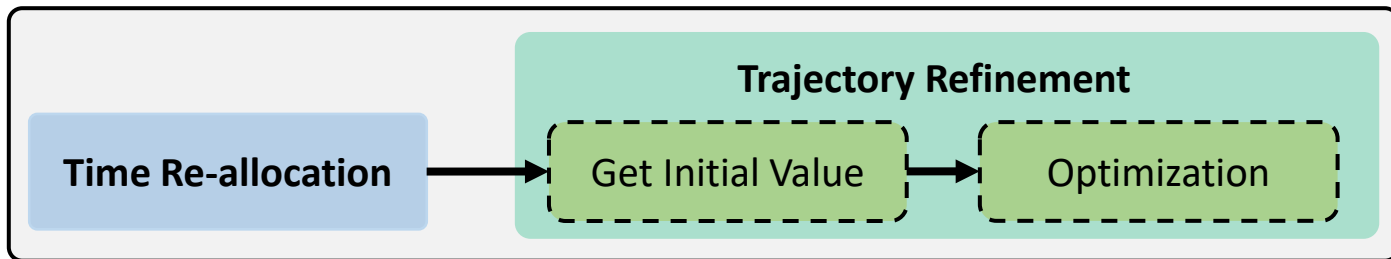 Trajectory Refinement
Time Re-allocation
Get Initial Value
Optimization